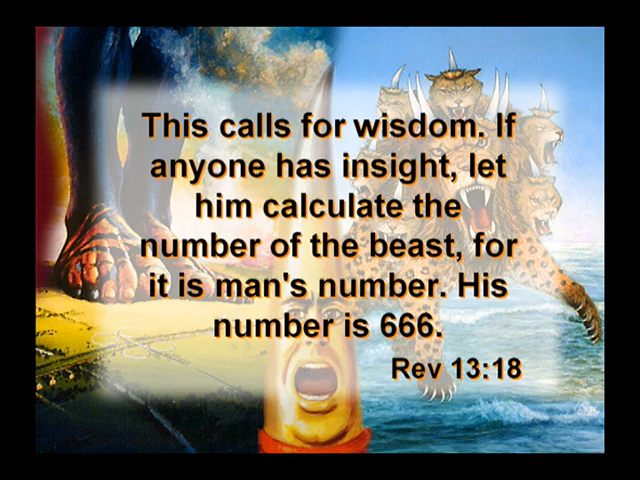 This calls for wisdom. If
anyone has insight, let
him calculate the
number of the beast, for
it is man's number. His
number is 666.
Rev 13:18